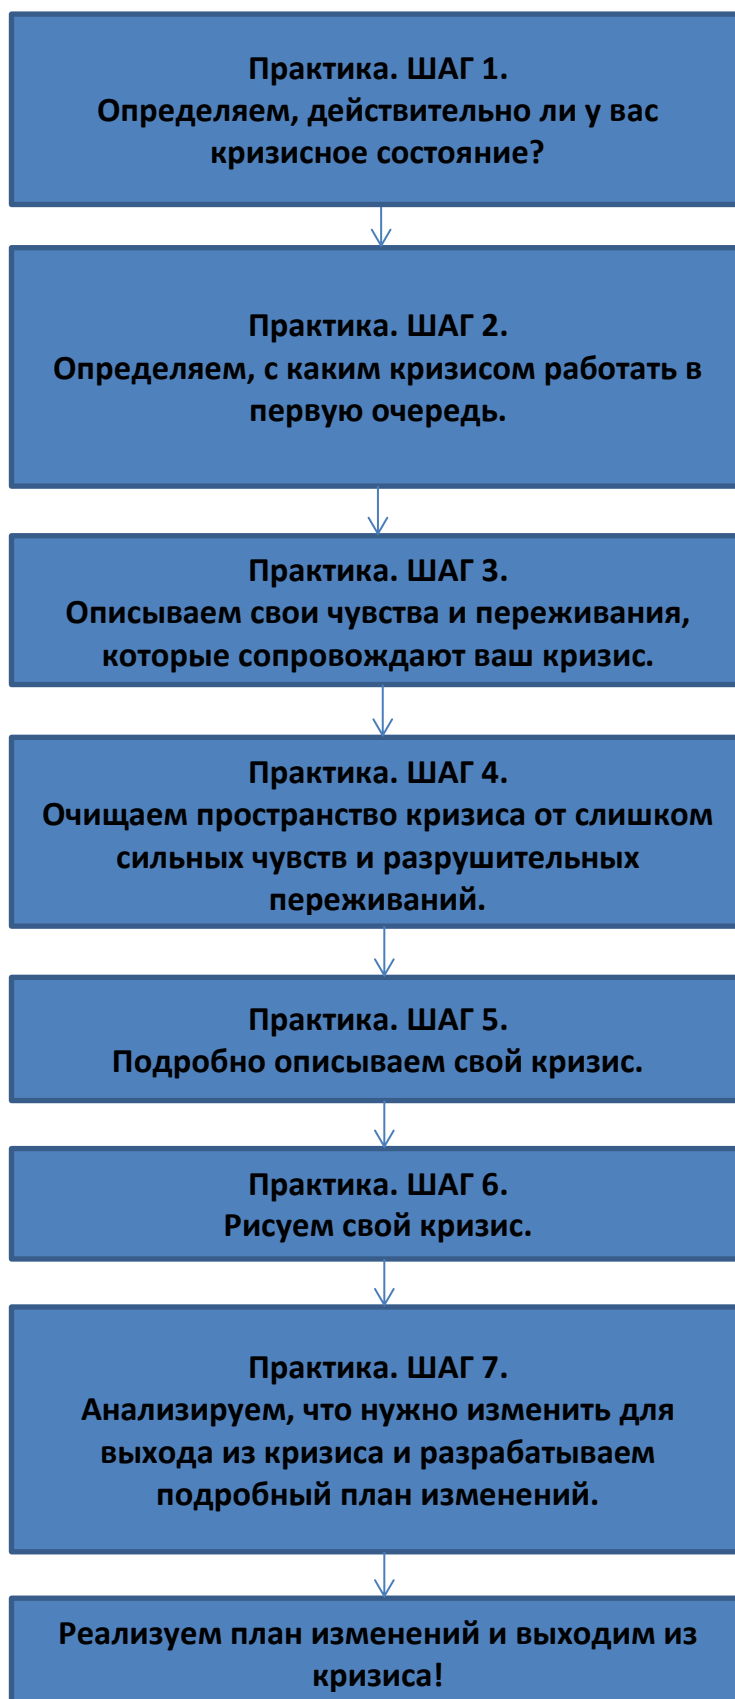 Практика. ШАГ 1.
Определяем, действительно ли у вас
кризисное состояние?
Практика. ШАГ 2.
Определяем, с каким кризисом работать в
первую очередь.
Практика. ШАГ 3.
Описываем свои чувства и переживания,
которые сопровождают ваш кризис.
Практика. ШАГ 4.
Очищаем пространство кризиса от слишком
сильных чувств и разрушительных
переживаний.
Практика. ШАГ 5.
Подробно описываем свой кризис.
Практика. ШАГ 6.
Рисуем свой кризис.
Практика. ШАГ 7.
Анализируем, что нужно изменить для
выхода из кризиса и разрабатываем
подробный план изменений.
Реализуем план изменений и выходим из
кризиса!